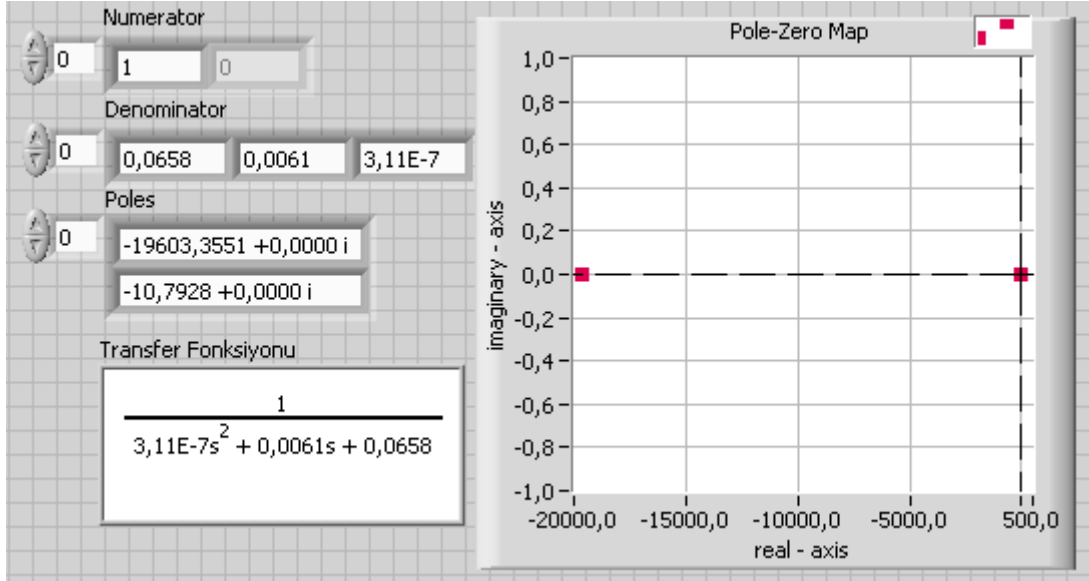 Numerator
0
1
0
Denominator
0
0,0658
0,0061
3,11E-7
Poles
0
-19603,3551 +0,0000 i
-10,7928 +0,0000 i
Transfer Fonksiyonu
1
3,11E-7s² + 0,0061s + 0,0658
Pole-Zero Map
1,0
0,8
0,6
0,4
0,2
0,0
-0,2
-0,4
-0,6
-0,8
-1,0
imaginary - axis
-20000,0 -15000,0 -10000,0 -5000,0 500,0
real - axis